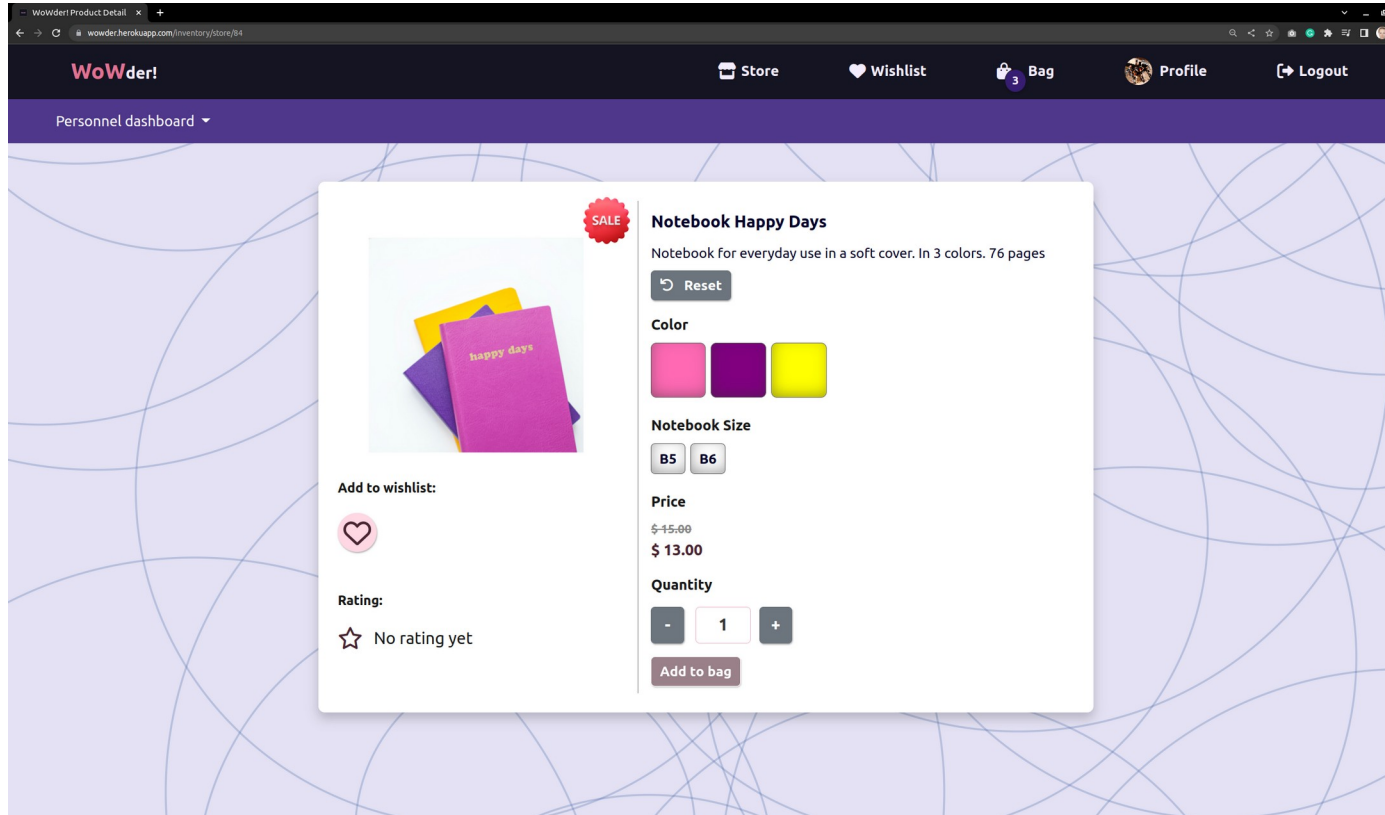 WoWder! Product Detail
wowder.herokuapp.com/inventory/store/84
WoWder!
Store
Wishlist
3
Bag
Profile
Logout
Personnel dashboard
SALE
happy days
Add to wishlist:
Rating:
No rating yet
Notebook Happy Days
Notebook for everyday use in a soft cover. In 3 colors. 76 pages
Reset
Color
Notebook Size
B5 B6
Price
$ 15.00
$ 13.00
Quantity
- 1 +
Add to bag